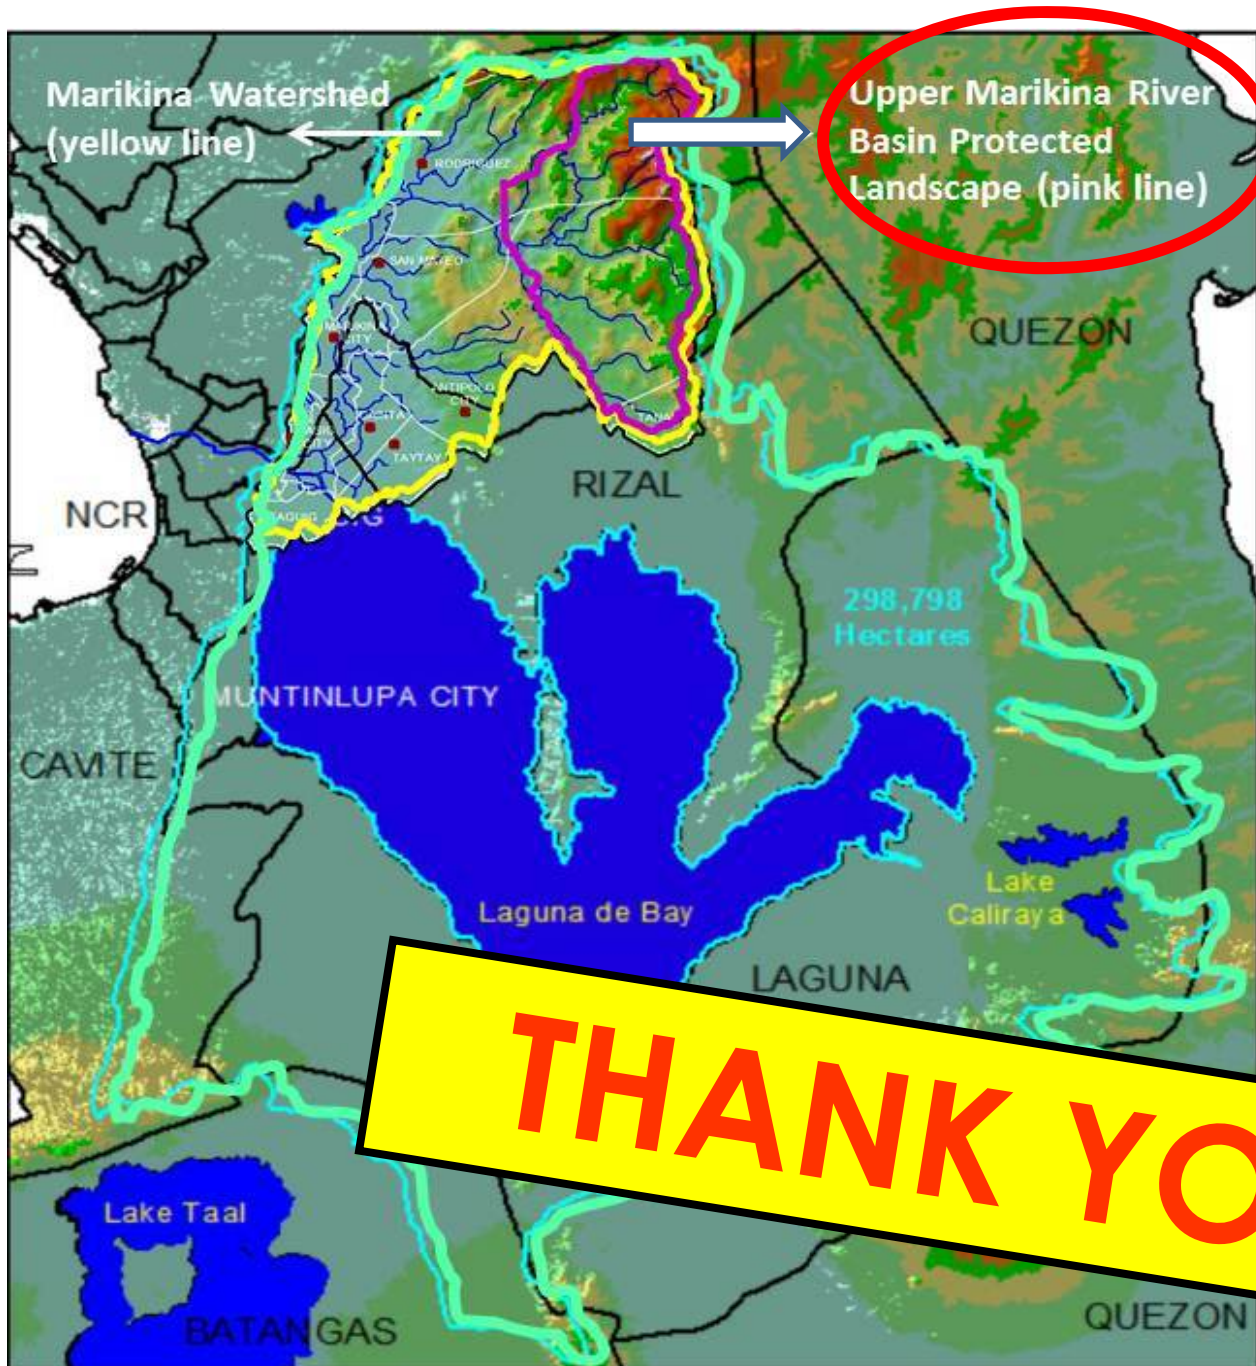 Marikina Watershed
(yellow line)
Upper Marikina River
Basin Protected
Landscape (pink line)
RODRIGUEZ
SAN MATEO
QUEZON
ANTIPOLO
CITY
CITY
TAYTAY
RIZAL
NCR
298,798
Hectares
MUNTINLUPA CITY
CAVITE
Lake
Caliraya
Laguna de Bay
LAGUNA
THANK YO
Lake Taal
BATANGAS
QUEZON